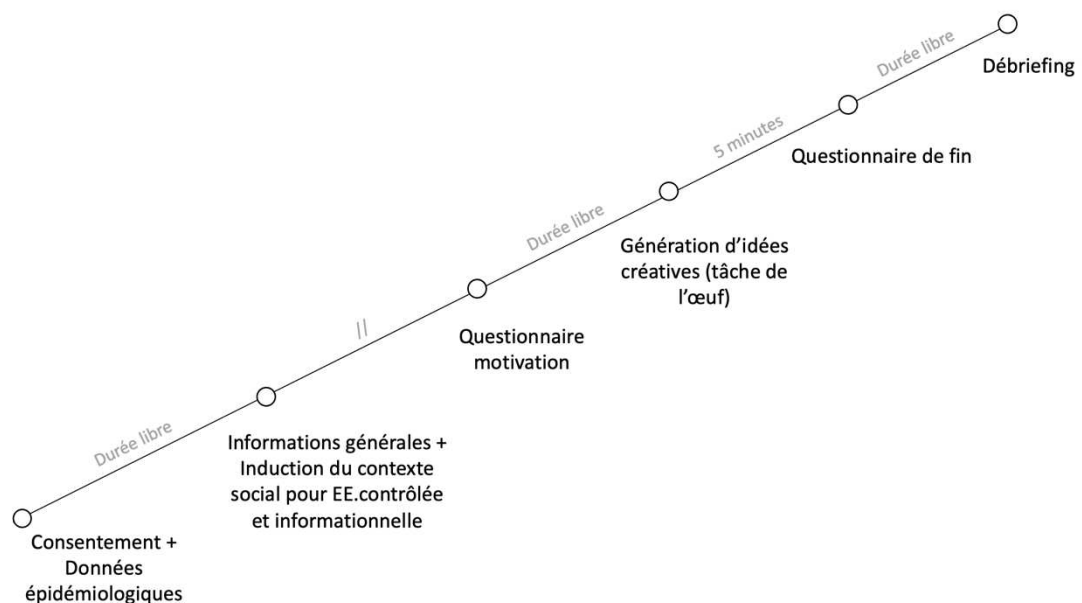 Durée libre
Débriefing
5 minutes
Questionnaire de fin
Durée libre
Génération d’idées
créatives (tâche de
l’œuf)
//
Questionnaire
motivation
Durée libre
Informations générales +
Induction du contexte
social pour EE.contrôlée
et informationnelle
Consentement +
Données
épidémiologiques